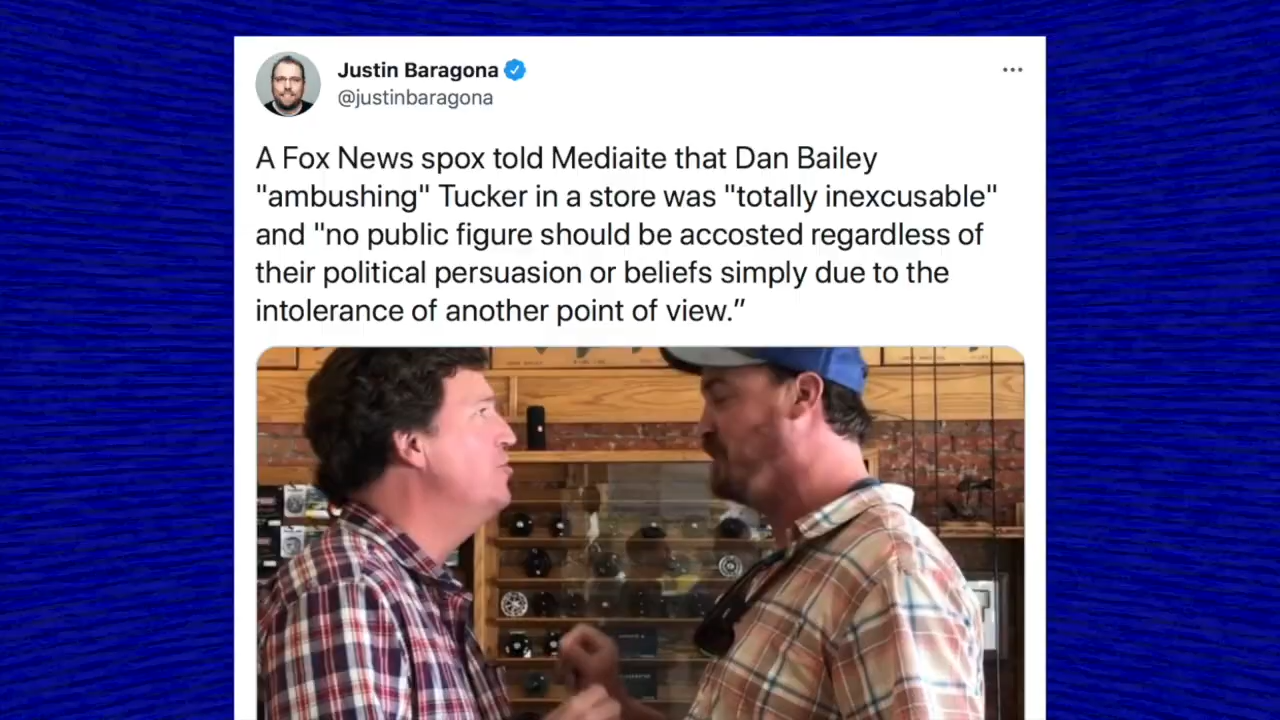 Justin Baragona
@justinbaragona
A Fox News spox told Mediaite that Dan Bailey
"ambushing" Tucker in a store was "totally inexcusable"
and "no public figure should be accosted regardless of
their political persuasion or beliefs simply due to the
intolerance of another point of view.”